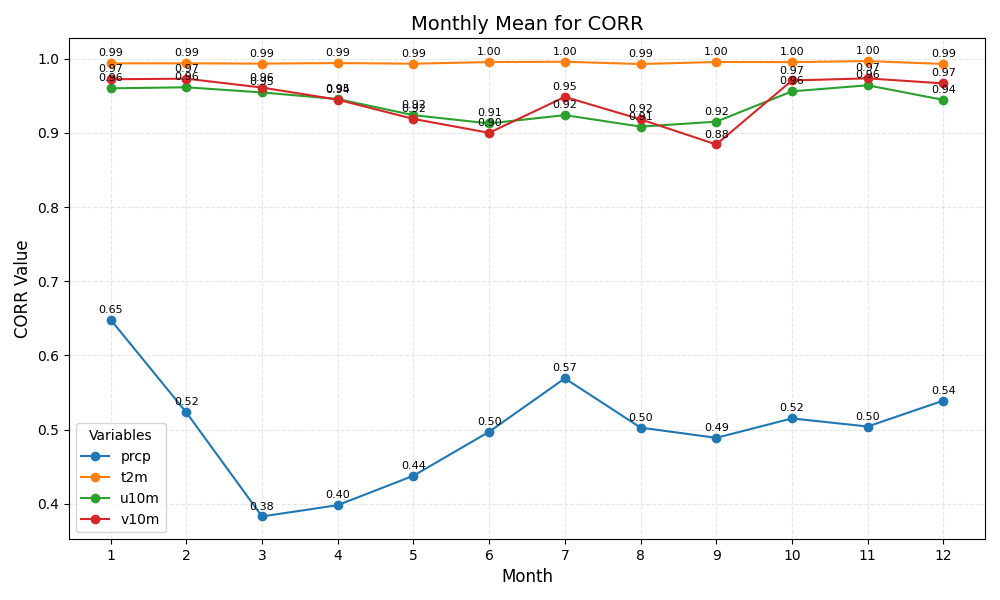 Monthly Mean for CORR
CORR Value
1.0
0.9
0.8
0.7
0.6
0.5
0.4
0.99 0.99 0.99 0.99 0.99 1.00 1.00 0.99 1.00 1.00 1.00 0.99
0.97 0.97 0.96 0.94 0.92 0.90 0.95 0.92 0.88 0.97 0.97 0.97
0.96 0.96 0.95 0.95 0.92 0.91 0.92 0.91 0.92 0.96 0.96 0.94
0.65 0.52 0.38 0.40 0.44 0.50 0.57 0.50 0.49 0.52 0.50 0.54
Variables
prcp
t2m
u10m
v10m
1 2 3 4 5 6 7 8 9 10 11 12
Month